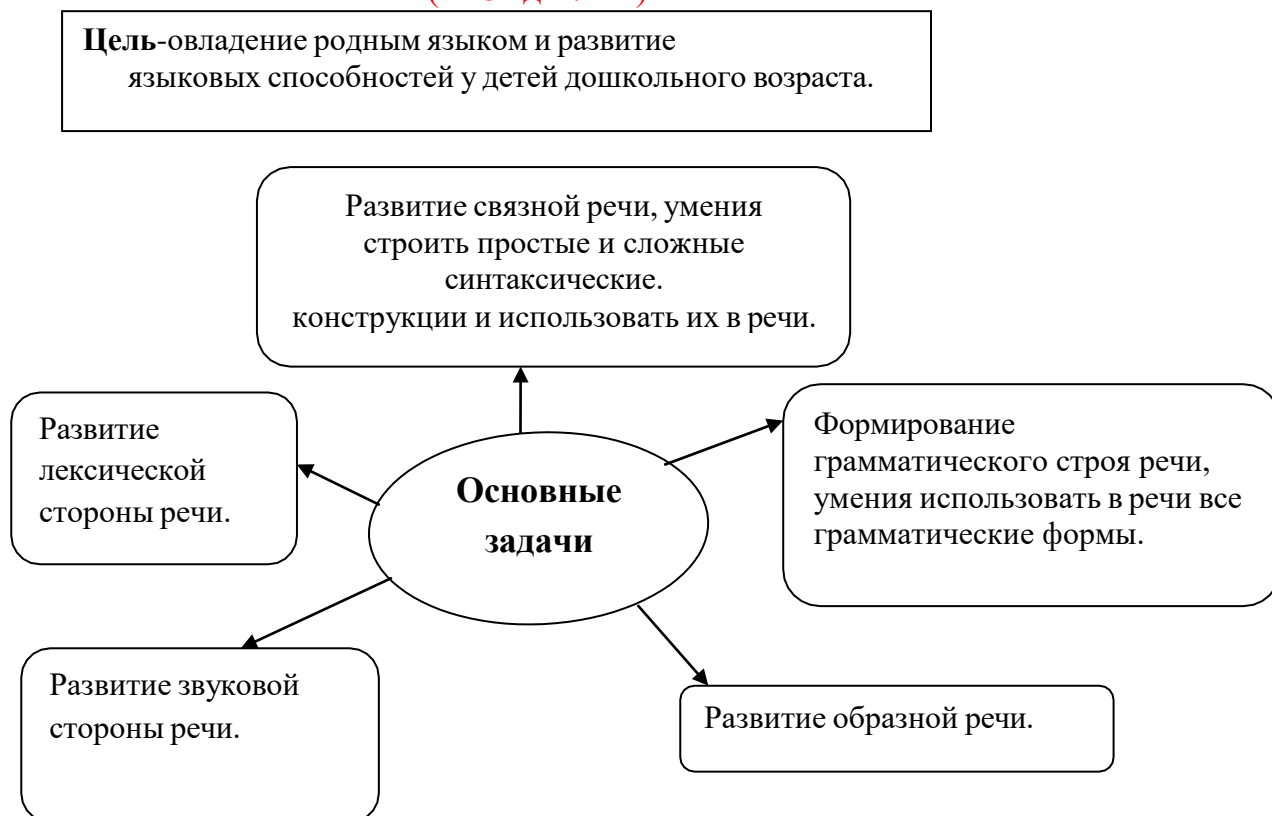 Цель-овладение родным языком и развитие
языковых способностей у детей дошкольного возраста.
Развитие связной речи, умения
строить простые и сложные
синтаксические.
конструкции и использовать их в речи.
Развитие
лексической
стороны речи.
Формирование
грамматического строя речи,
умения использовать в речи все
грамматические формы.
Основные
задачи
Развитие звуковой
стороны речи.
Развитие образной речи.